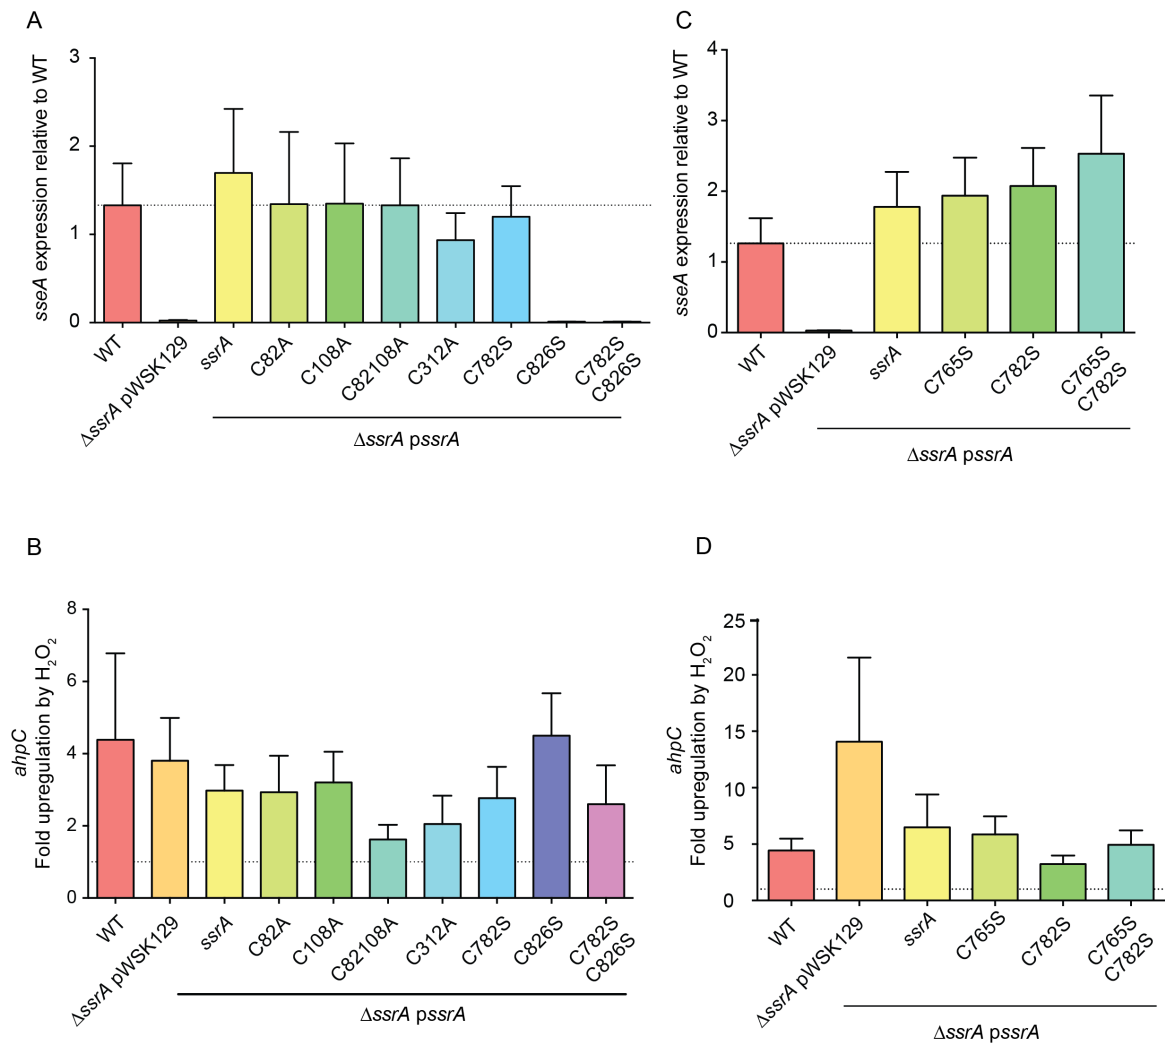 A
sseA expression relative to WT
3
2
1
0
WT
ΔssrA pWSK129
ssrA
C82A
C108A
C82108A
C312A
C782S
C826S
C782S
C826S
ΔssrA pssrA
C
sseA expression relative to WT
4
3
2
1
0
WT
ΔssrA pWSK129
ssrA
C765S
C782S
C765S
C782S
ΔssrA pssrA
B
ahpC
Fold upregulation by H₂O₂
8
6
4
2
0
WT
ΔssrA pWSK129
ssrA
C82A
C108A
C82108A
C312A
C782S
C826S
C782S
C826S
ΔssrA pssrA
D
ahpC
Fold upregulation by H₂O₂
25
20
15
10
5
0
WT
ΔssrA pWSK129
ssrA
C765S
C782S
C765S
C782S
ΔssrA pssrA